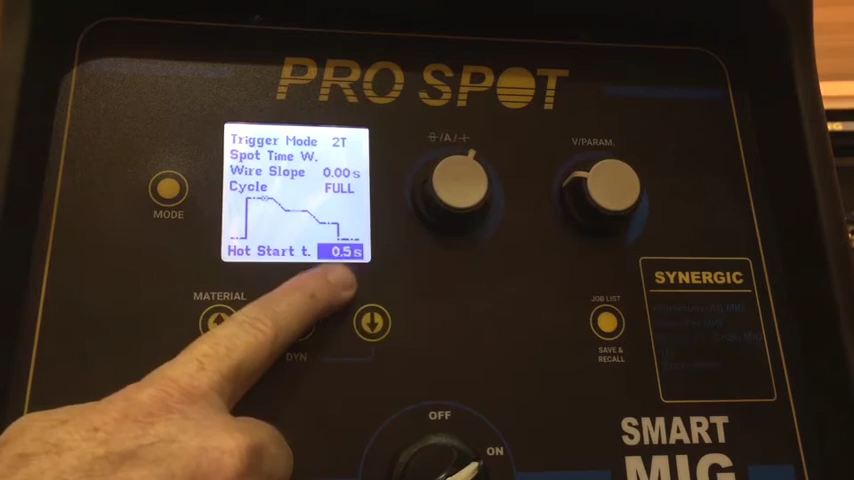 PRO SPOT
Trigger Mode 2T
Spot Time W.
Wire Slope 0.00s
Cycle FULL
Hot Start t. 0.5s
MODE
/A/
V/PARAM.
MATERIAL
DYN
JOB LIST
SAVE &
RECALL
SYNERGIC
OFF
ON
SMART
MIG